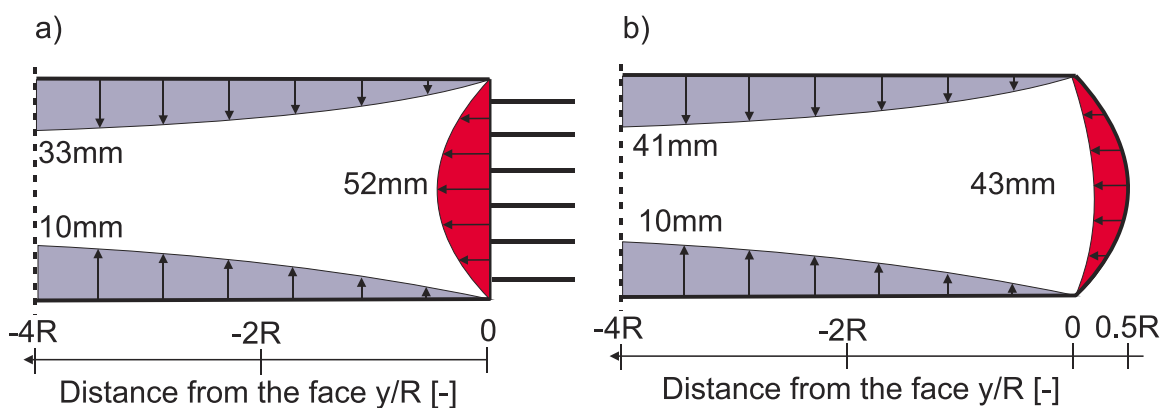 a)
33mm
52mm
10mm
-4R
-2R
0
Distance from the face y/R [-]
b)
41mm
43mm
10mm
-4R
-2R
0
0.5R
Distance from the face y/R [-]